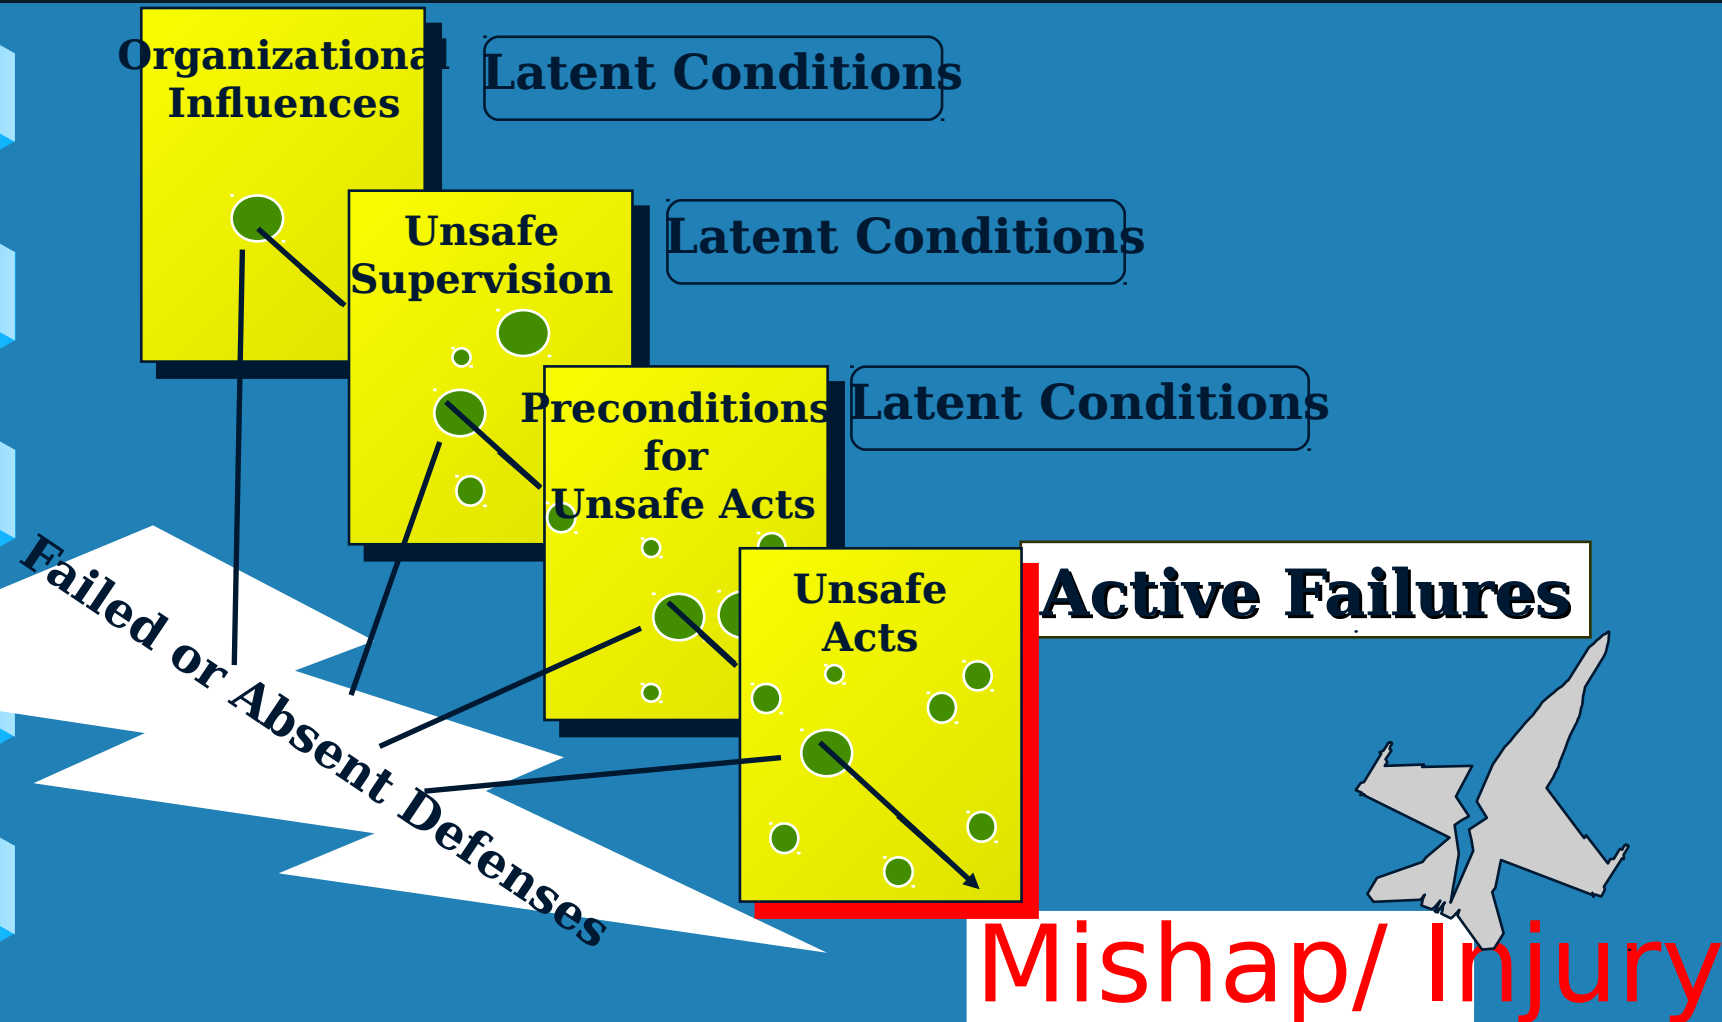 Organizational
Influences
Latent Conditions
Unsafe
Supervision
Latent Conditions
Preconditions
for
Unsafe Acts
Latent Conditions
Unsafe
Acts
Active Failures
Failed or Absent Defenses
Mishap/ Injury